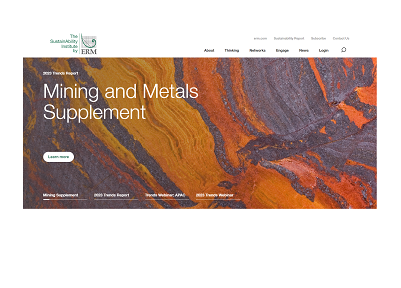 The
SustainAbility
Institute
by ERM
erm.com Sustainability Report Subscribe Contact Us
About Thinking Networks Engage News Login
2023 Trends Report
Mining and Metals
Supplement
Learn more
Mining Supplement 2023 Trends Report Trends Webinar: APAC 2023 Trends Webinar